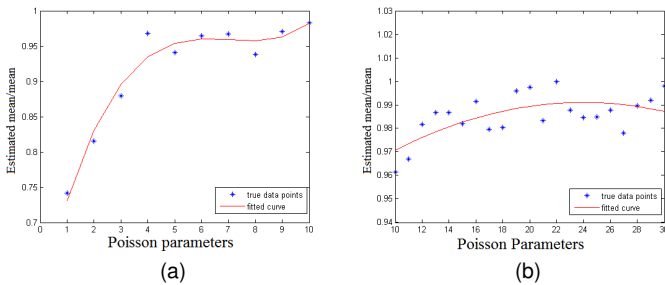 1
0.95
0.9
0.85
0.8
0.75
0.7
Estimated mean/mean
0 1 2 3 4 5 6 7 8 9 10
Poisson parameters
true data points
fitted curve
(a)
1.03
1.02
1.01
1
0.99
0.98
0.97
0.96
0.95
0.94
Estimated mean/mean
10 12 14 16 18 20 22 24 26 28 30
Poisson Parameters
true data points
fitted curve
(b)